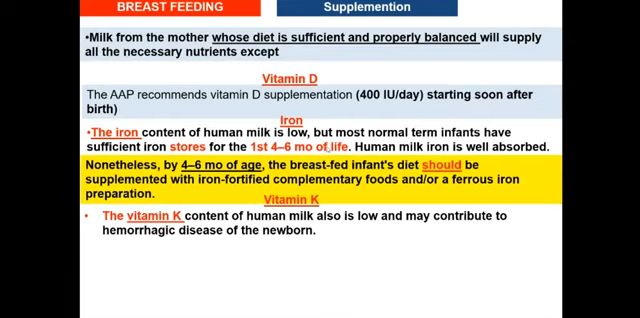 BREAST FEEDING
Supplemention
•Milk from the mother whose diet is sufficient and properly balanced will supply
all the necessary nutrients except
Vitamin D
The AAP recommends vitamin D supplementation (400 IU/day) starting soon after
birth)
Iron
•The iron content of human milk is low, but most normal term infants have
sufficient iron stores for the 1st 4–6 mo of life. Human milk iron is well absorbed.
Nonetheless, by 4–6 mo of age, the breast-fed infant's diet should be
supplemented with iron-fortified complementary foods and/or a ferrous iron
preparation.
Vitamin K
• The vitamin K content of human milk also is low and may contribute to
hemorrhagic disease of the newborn.